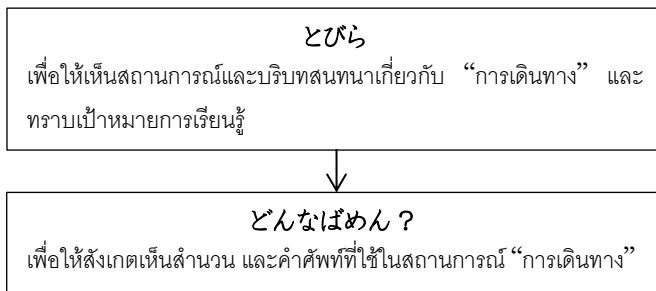 とびら
เพื่อให้เห็นสถานการณ์และบริบทสนทนาเกี่ยวกับ “การเดินทาง” และ
ทราบเป้าหมายการเรียนรู้
どんなばめん？
เพื่อให้สังเกตเห็นสำนวน และคำศัพท์ที่ใช้ในสถานการณ์ “การเดินทาง”